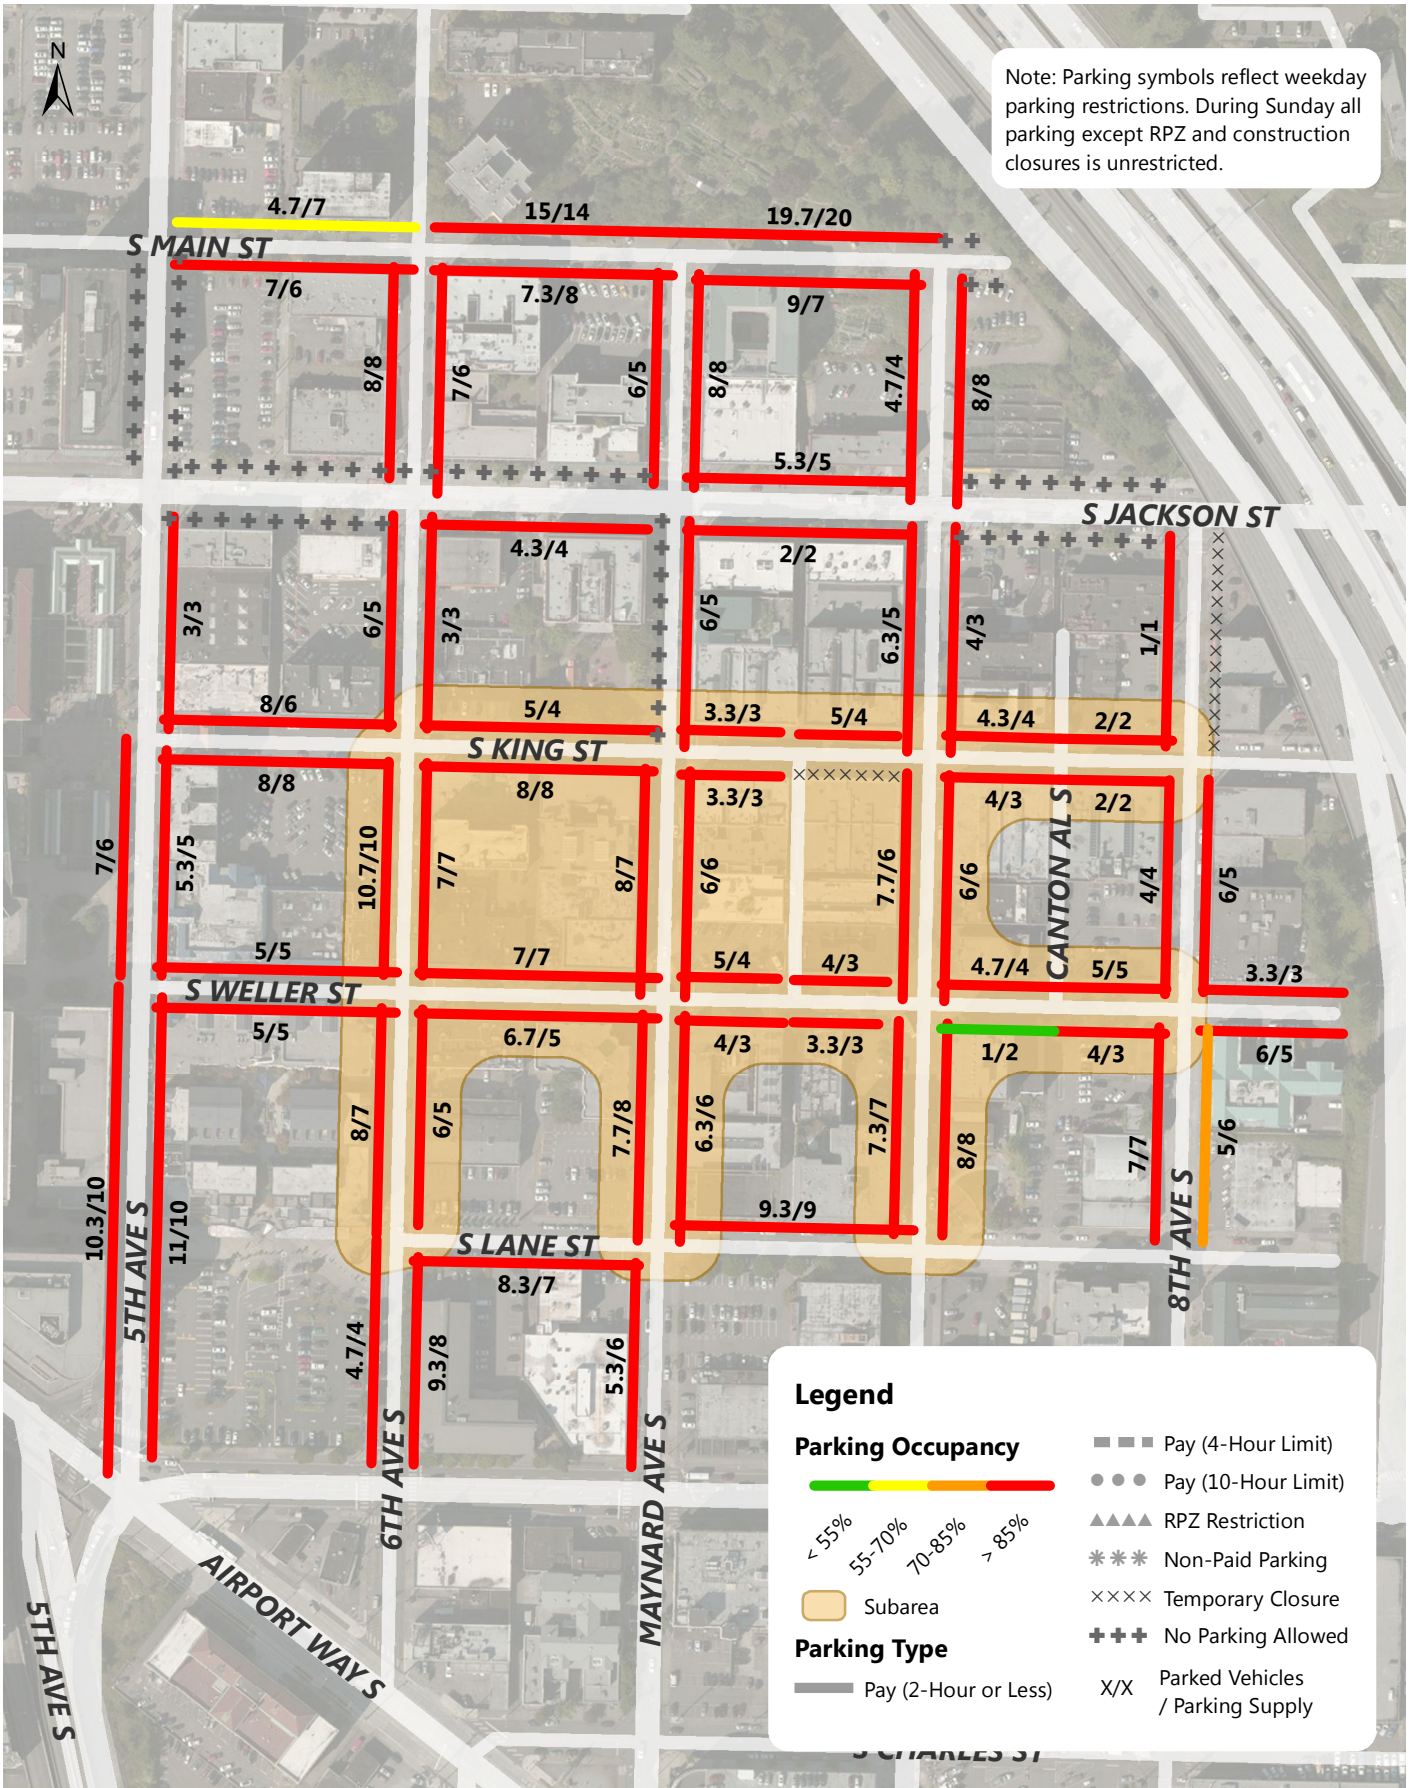 N
Note: Parking symbols reflect weekday
parking restrictions. During Sunday all
parking except RPZ and construction
closures is unrestricted.
4.7/7
15/14
19.7/20
S MAIN ST
7/6
7.3/8
9/7
8/8
7/6
6/5
8/8
4.7/4
8/8
5.3/5
S JACKSON ST
4.3/4
2/2
3/3
6/5
3/3
6/5
6.3/5
4/3
1/1
8/6
5/4
3.3/3
5/4
4.3/4
2/2
S KING ST
8/8
8/8
3.3/3
4/3
2/2
CANTON AL S
7/6
5.3/5
10.7/10
7/7
8/7
6/6
7.7/6
6/6
4/4
6/5
5/5
7/7
5/4
4/3
4.7/4
5/5
3.3/3
S WELLER ST
5/5
6.7/5
4/3
3.3/3
1/2
4/3
6/5
8/7
6/5
7.7/8
6.3/6
7.3/7
8/8
7/7
5/6
10.3/10
11/10
9.3/9
5TH AVE S
S LANE ST
8TH AVE S
8.3/7
4.7/4
9.3/8
5.3/6
6TH AVE S
MAYNARD AVE S
AIRPORT WAY S
5TH AVE S
S CHARLES ST
Legend
Parking Occupancy
< 55%
55-70%
70-85%
> 85%
Subarea
Parking Type
Pay (2-Hour or Less)
Pay (4-Hour Limit)
Pay (10-Hour Limit)
RPZ Restriction
Non-Paid Parking
Temporary Closure
No Parking Allowed
X/X
Parked Vehicles
/ Parking Supply